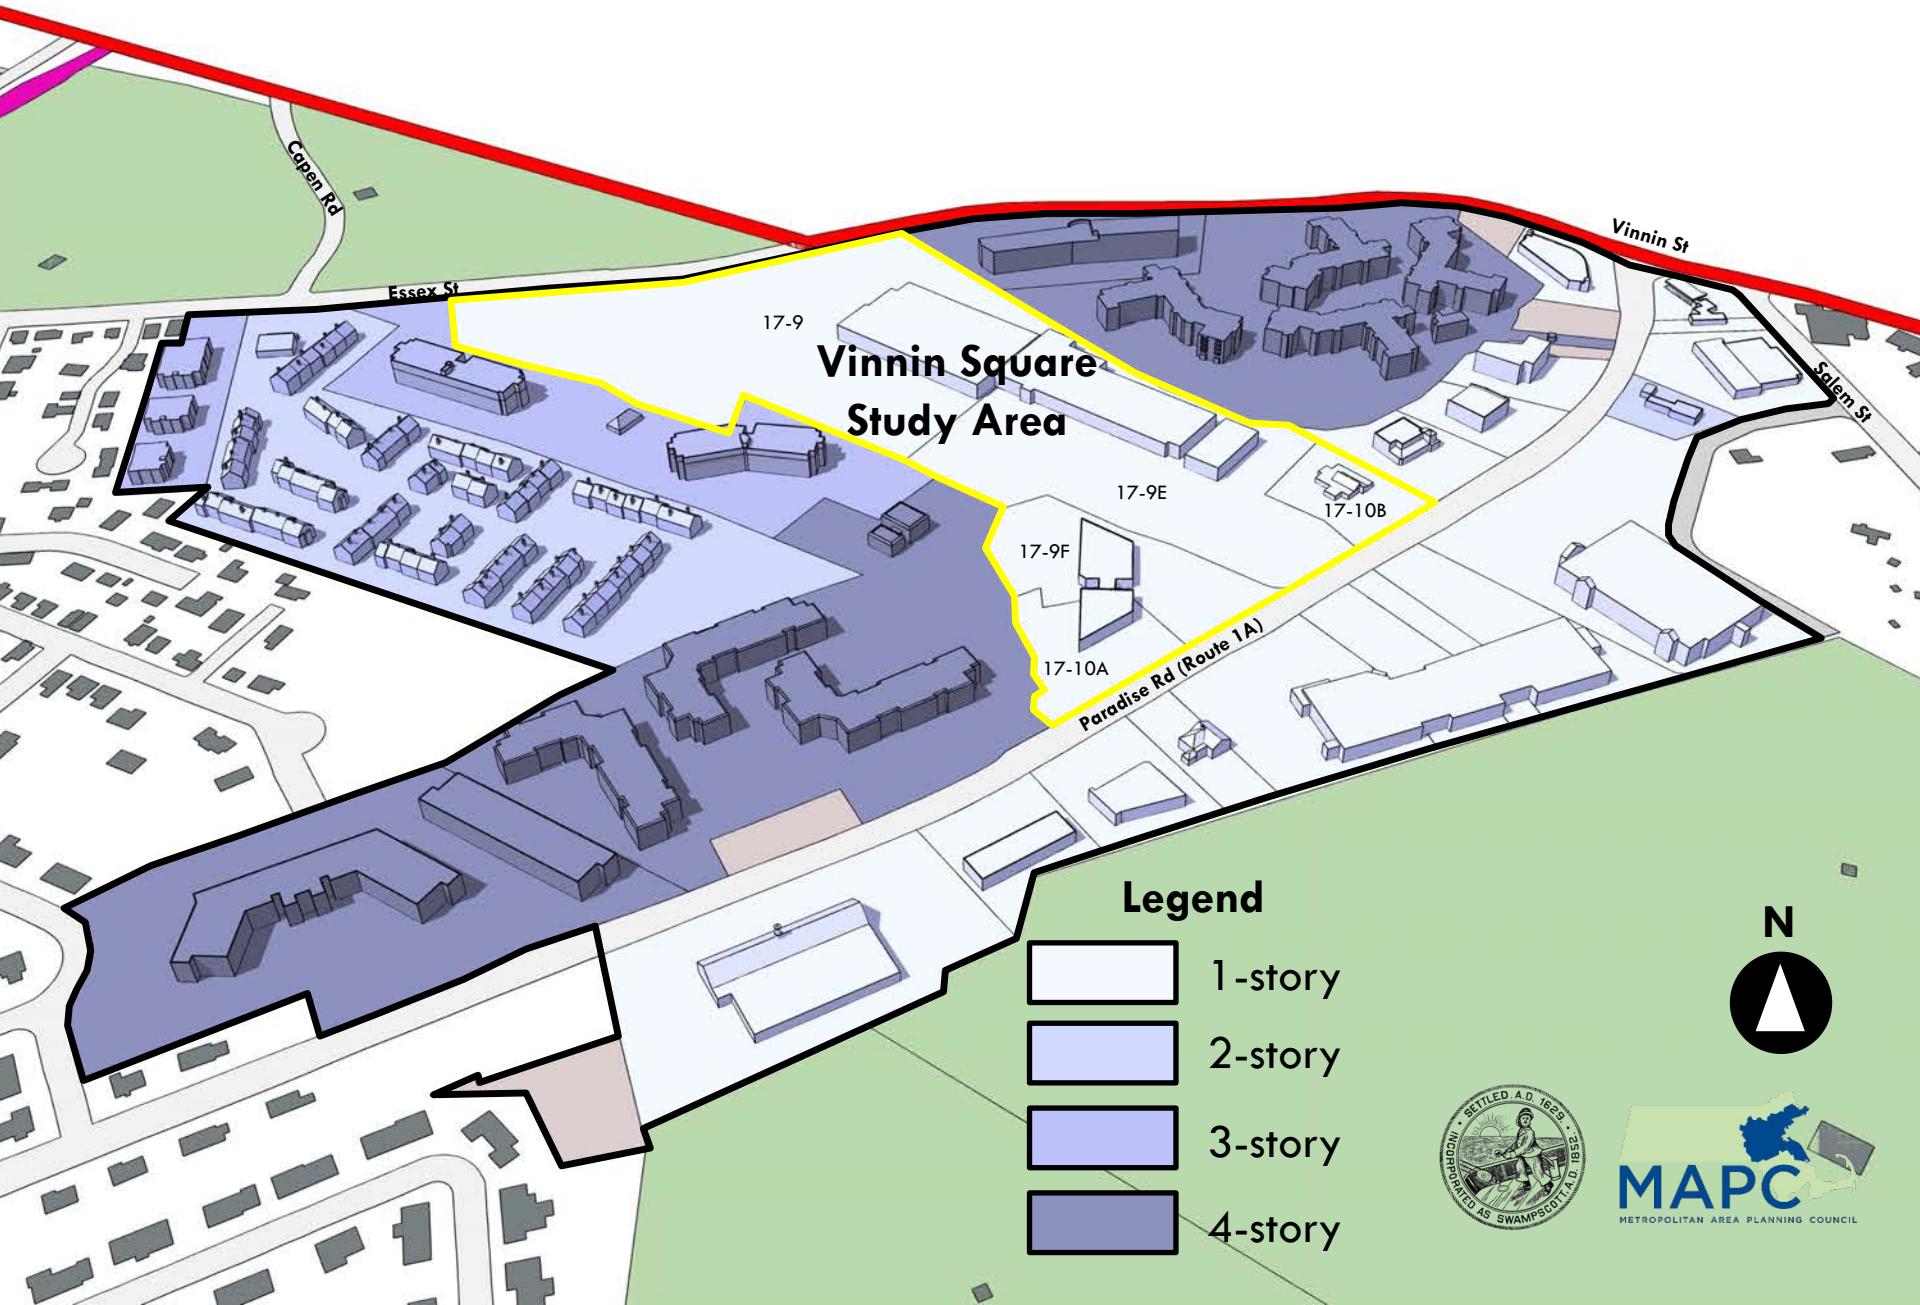 Capen Rd
Vinnin St
Essex St
17-9
Vinnin Square
Study Area
Salem St
17-9E
17-10B
17-9F
17-10A
Paradise Rd (Route 1A)
Legend
1-story
2-story
3-story
4-story
N
SETTLED A.D. 1629.
INCORPORATED AS SWAMPSCOTT, A.D. 1852.
MAPC
METROPOLITAN AREA PLANNING COUNCIL